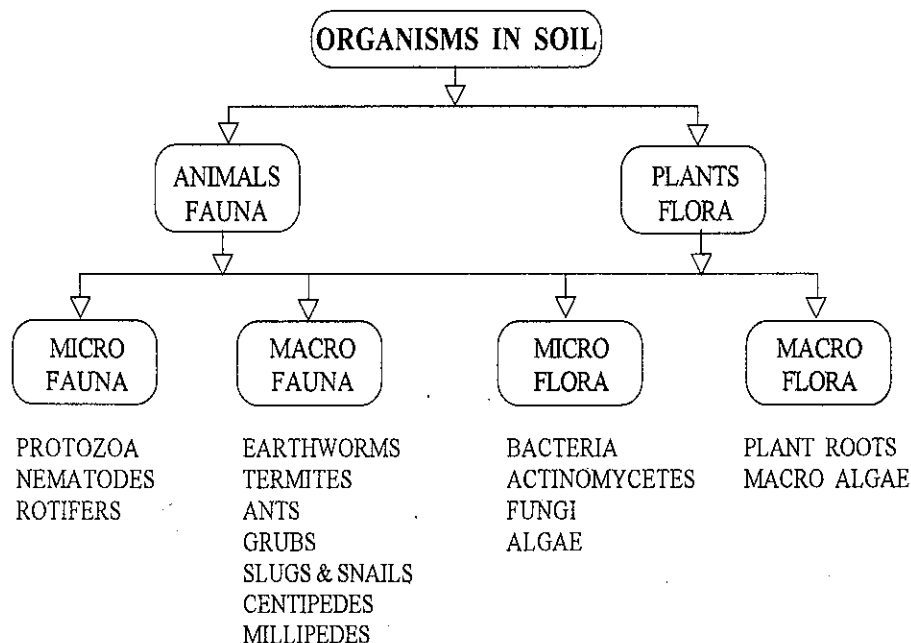 ORGANISMS IN SOIL
ANIMALS
FAUNA
PLANTS
FLORA
MICRO
FAUNA
MACRO
FAUNA
MICRO
FLORA
MACRO
FLORA
PROTOZOA
NEMATODES
ROTIFERS
EARTHWORMS
TERMITES
ANTS
GRUBS
SLUGS & SNAILS
CENTIPEDES
MILLIPEDES
BACTERIA
ACTINOMYCETES
FUNGI
ALGAE
PLANT ROOTS
MACRO ALGAE